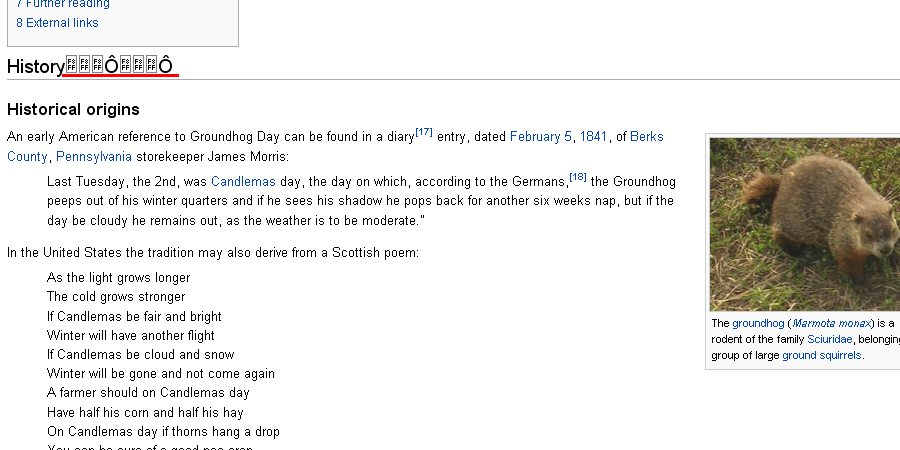 7 Further reading
8 External links
HistoryÔÔ
Historical origins
An early American reference to Groundhog Day can be found in a diary[17] entry, dated February 5, 1841, of Berks
County, Pennsylvania storekeeper James Morris:
Last Tuesday, the 2nd, was Candlemas day, the day on which, according to the Germans,[18] the Groundhog
peeps out of his winter quarters and if he sees his shadow he pops back for another six weeks nap, but if the
day be cloudy he remains out, as the weather is to be moderate."
In the United States the tradition may also derive from a Scottish poem:
As the light grows longer
The cold grows stronger
If Candlemas be fair and bright
Winter will have another flight
If Candlemas be cloud and snow
Winter will be gone and not come again
A farmer should on Candlemas day
Have half his corn and half his hay
On Candlemas day if thorns hang a drop
The groundhog (Marmota monax) is a
rodent of the family Sciuridae, belonging
group of large ground squirrels.